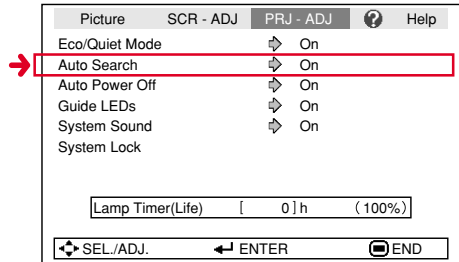 Picture SCR - ADJ PRJ - ADJ ? Help
Eco/Quiet Mode On
Auto Search On
Auto Power Off On
Guide LEDs On
System Sound On
System Lock
Lamp Timer(Life) [ 0 ] h (100%)
SEL./ADJ. ENTER END